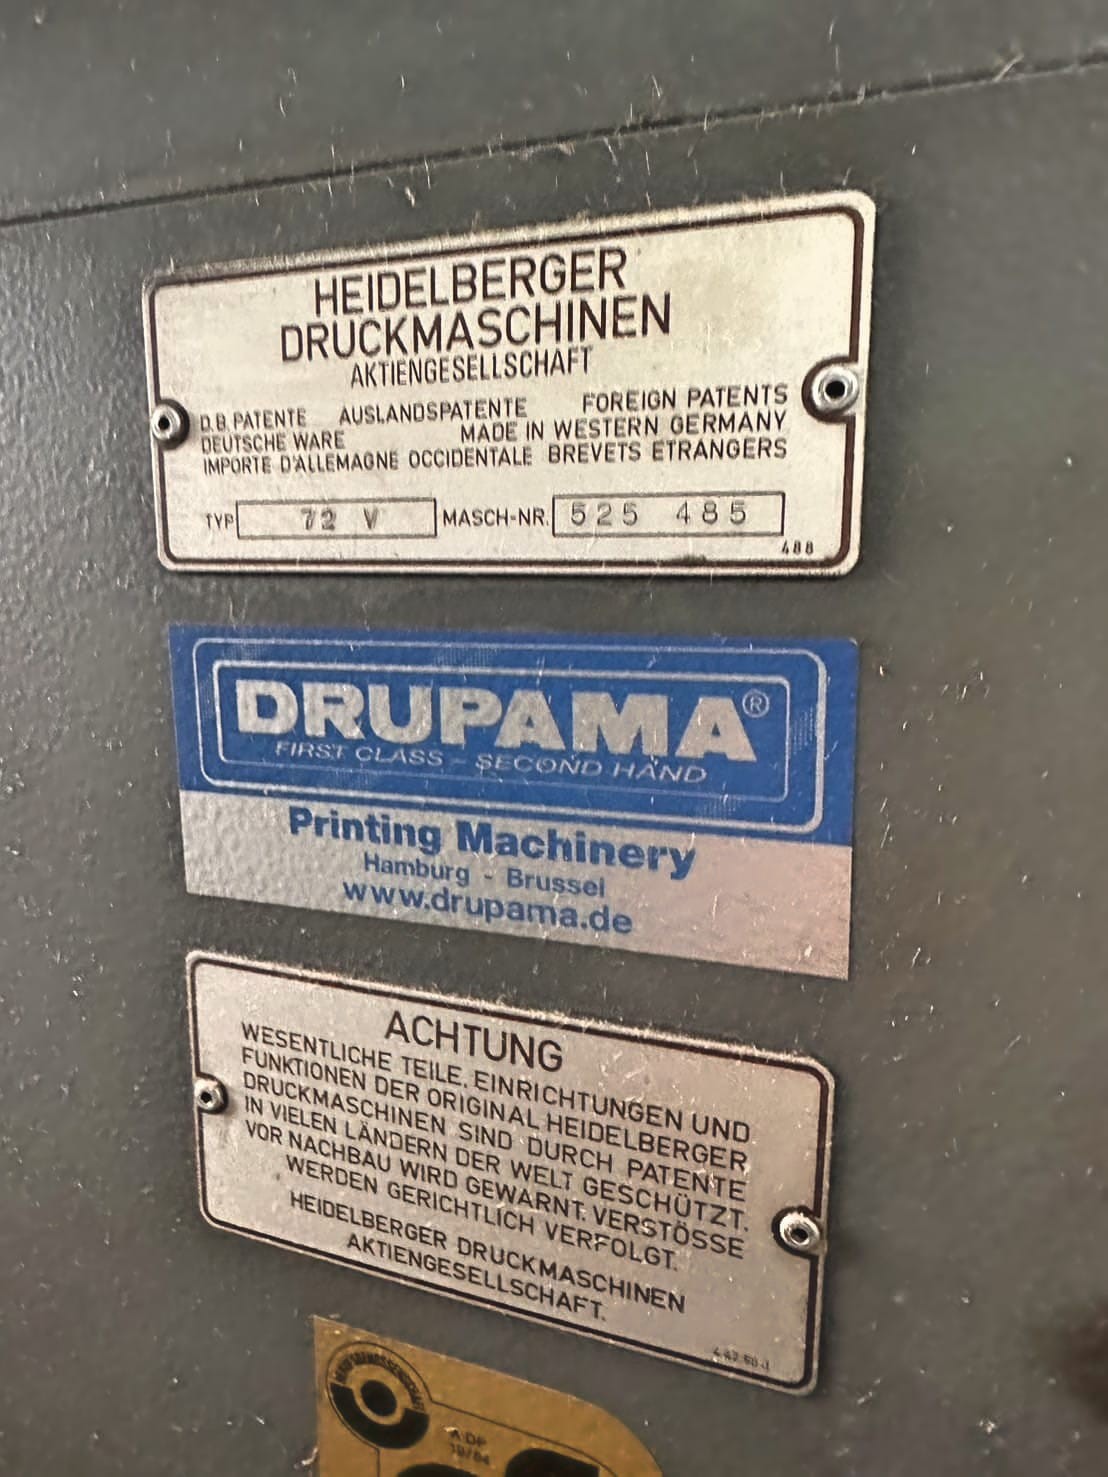 HEIDELBERGER
DRUCKMASCHINEN
AKTIENGESELLSCHAFT
D.B. PATENTE AUSLANDSPATENTE FOREIGN PATENTS
DEUTSCHE WARE MADE IN WESTERN GERMANY
IMPORTE D'ALLEMAGNE OCCIDENTALE BREVETS ETRANGERS
TYP 72 V MASCH-NR. 525 485
488
DRUPAMA®
FIRST CLASS - SECOND HAND
Printing Machinery
Hamburg - Brussel
www.drupama.de
ACHTUNG
WESENTLICHE TEILE, EINRICHTUNGEN UND
FUNKTIONEN DER ORIGINAL HEIDELBERGER
DRUCKMASCHINEN SIND DURCH PATENTE
IN VIELEN LÄNDERN DER WELT GESCHÜTZT.
VOR NACHBAU WIRD GEWARNT. VERSTÖSSE
WERDEN GERICHTLICH VERFOLGT.
HEIDELBERGER DRUCKMASCHINEN
AKTIENGESELLSCHAFT.